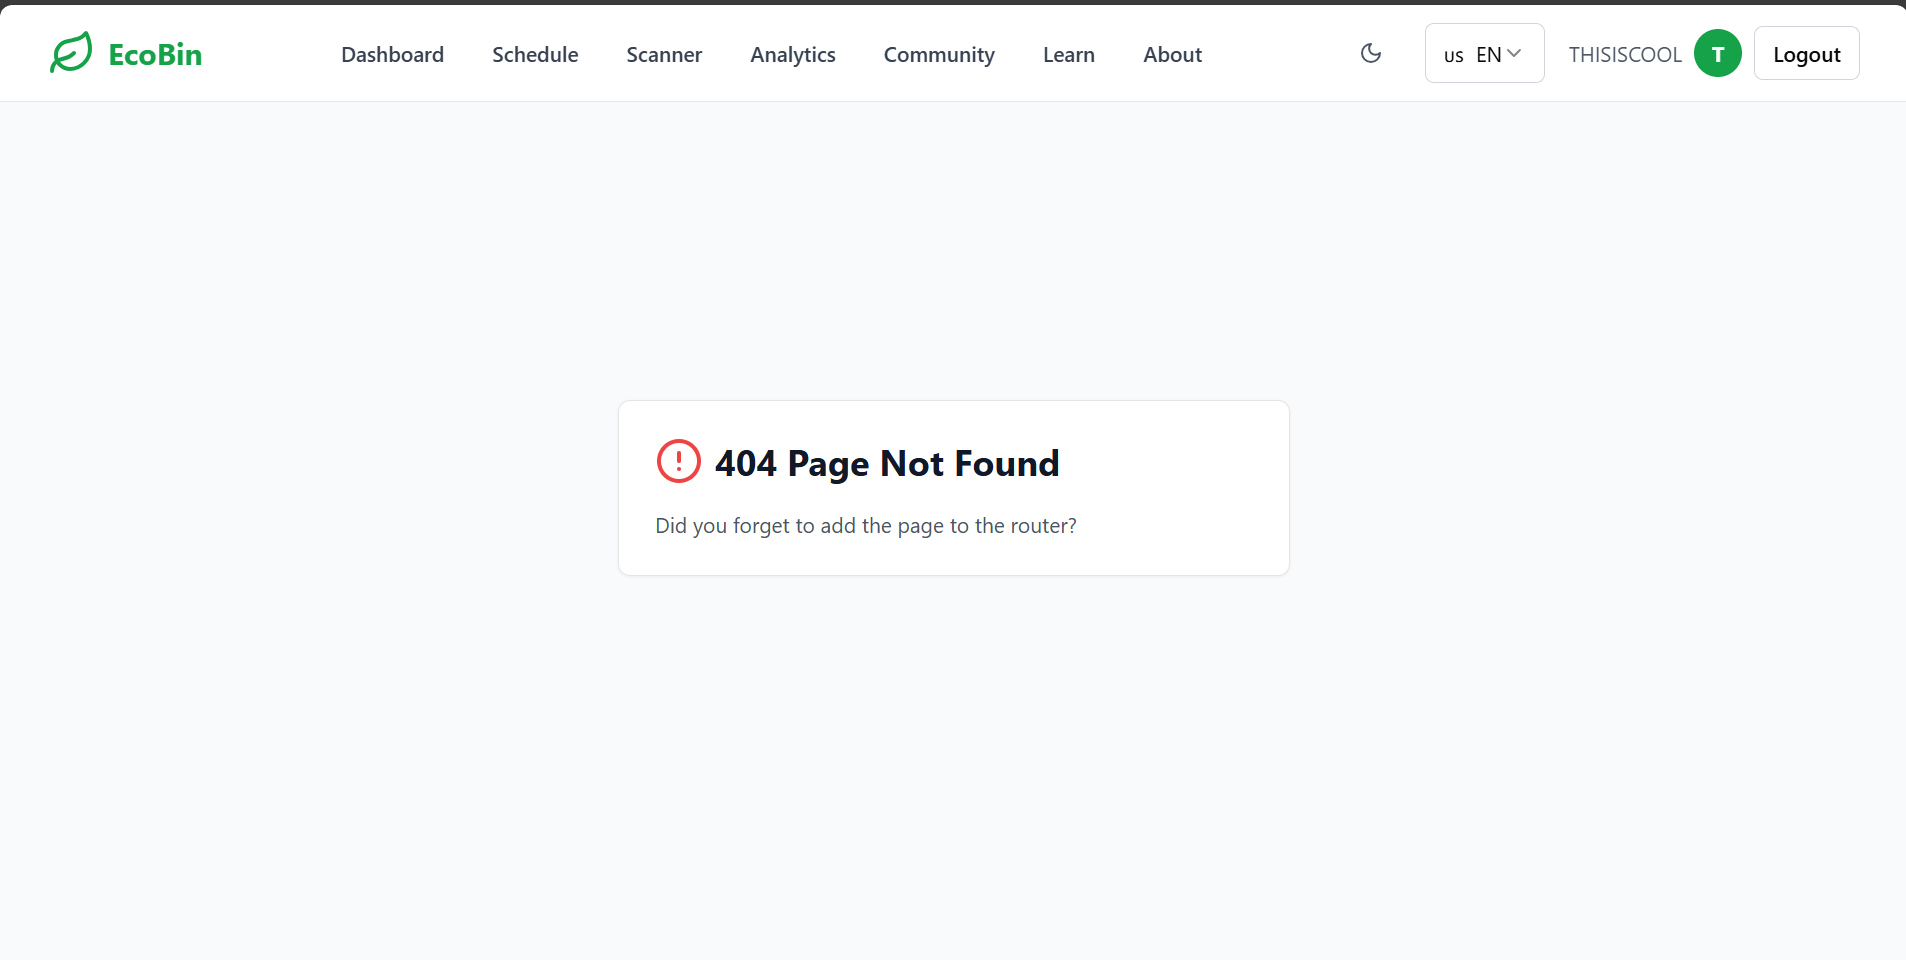 EcoBin
Dashboard Schedule Scanner Analytics Community Learn About
us EN THISISCOOL T Logout
404 Page Not Found
Did you forget to add the page to the router?